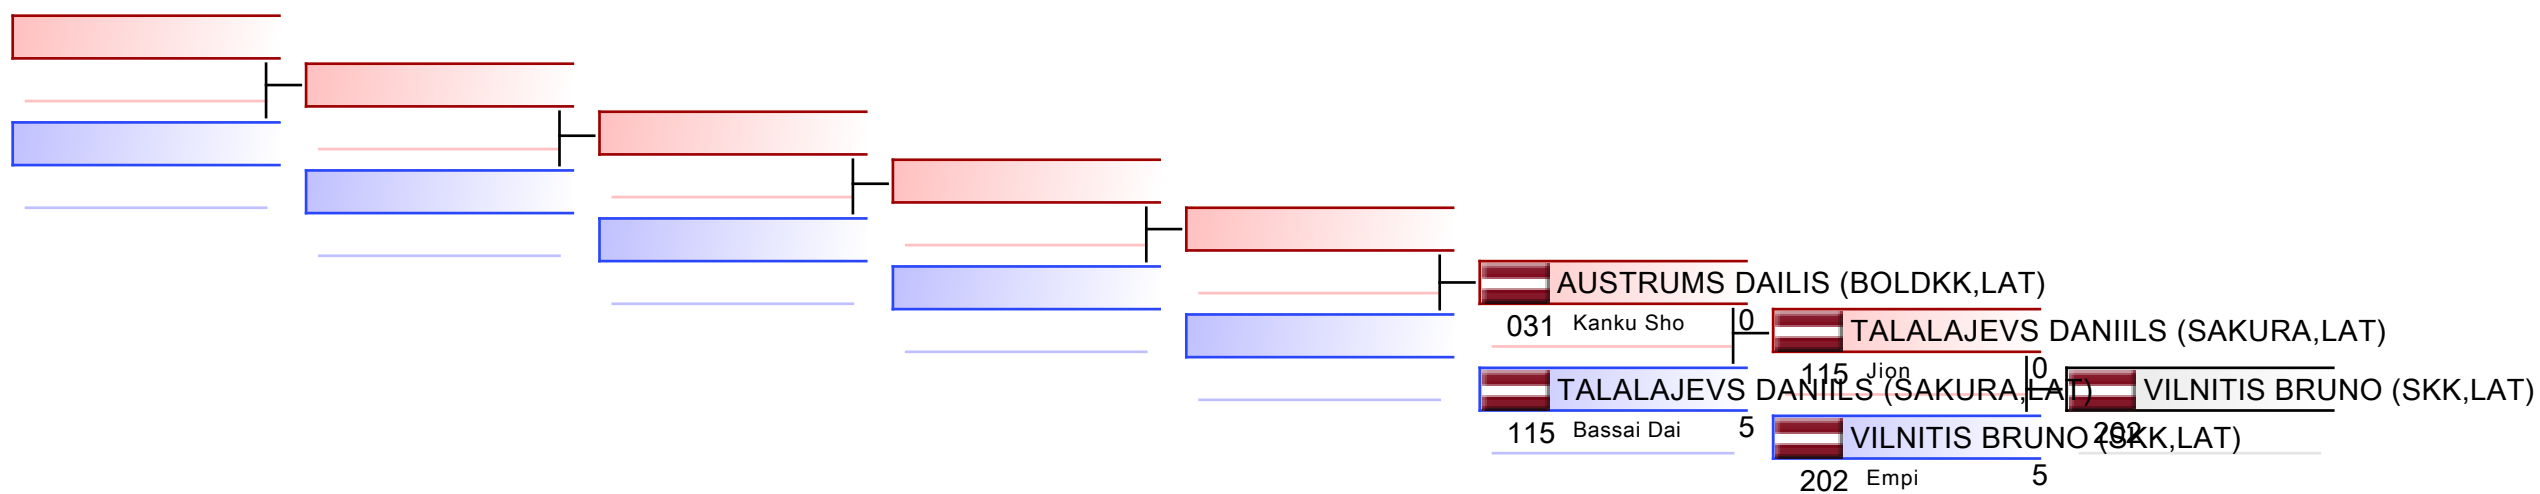 AUSTRUMS DAILIS (BOLDKK,LAT)
031 Kanku Sho 0
TALALAJEVS DANIILS (SAKURA,LAT)
115 Bassai Dai 5
TALALAJEVS DANIILS (SAKURA,LAT)
115 Jion 0
VILNITIS BRUNO (SKK,LAT)
202 Empi 5
VILNITIS BRUNO (SKK,LAT)
202